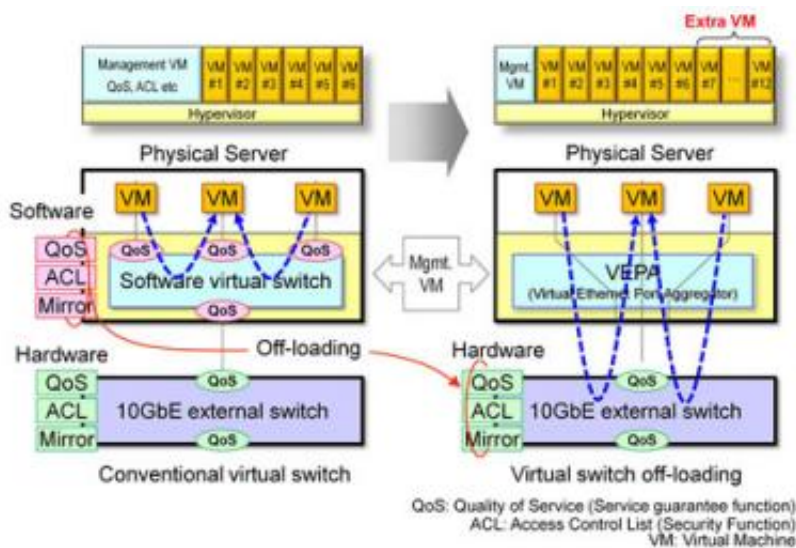 Extra VM
Management VM
QoS, ACL etc
VM #1
VM #2
VM #3
VM #4
VM #5
VM #6
Hypervisor
Mgmt. VM
VM #1
VM #2
VM #3
VM #4
VM #5
VM #6
VM #7
...
VM #12
Hypervisor
Physical Server
Physical Server
Software
VM
VM
VM
QoS
ACL
Mirror
QoS
QoS
QoS
Software virtual switch
QoS
Mgmt.
VM
VM
VM
VM
VEPA
(Virtual Ethernet Port Aggregator)
Off-loading
Hardware
QoS
ACL
Mirror
QoS
10GbE external switch
QoS
Hardware
QoS
ACL
Mirror
QoS
10GbE external switch
QoS
Conventional virtual switch
Virtual switch off-loading
QoS: Quality of Service (Service guarantee function)
ACL: Access Control List (Security Function)
VM: Virtual Machine